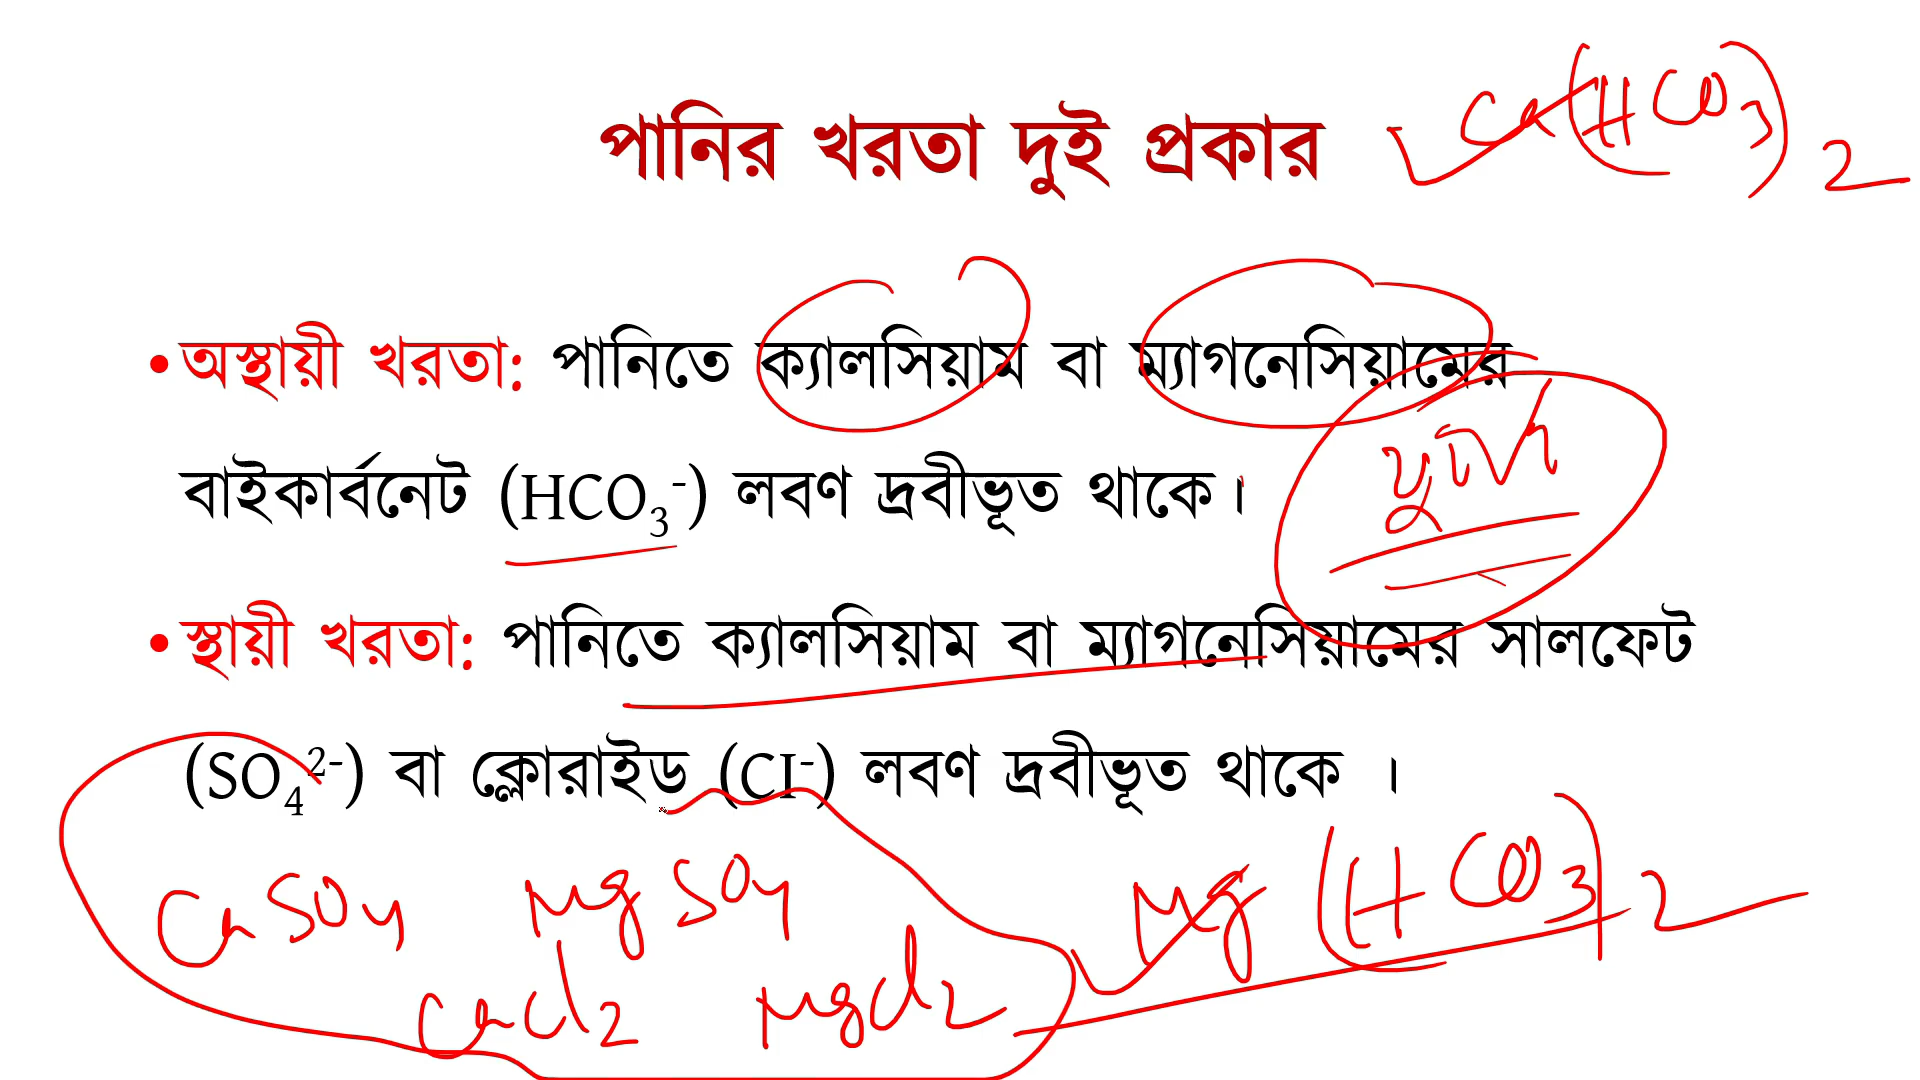 পানির খরতা দুই প্রকার
Ca(HCO3)2
• অস্থায়ী খরতা: পানিতে ক্যালসিয়াম বা ম্যাগনেসিয়ামের
বাইকার্বনেট (HCO₃⁻) লবণ দ্রবীভূত থাকে।
• স্থায়ী খরতা: পানিতে ক্যালসিয়াম বা ম্যাগনেসিয়ামের সালফেট
(SO₄²⁻) বা ক্লোরাইড (Cl⁻) লবণ দ্রবীভূত থাকে ।
CaSO4 MgSO4 Mg(HCO3)2
CaCl2 MgCl2